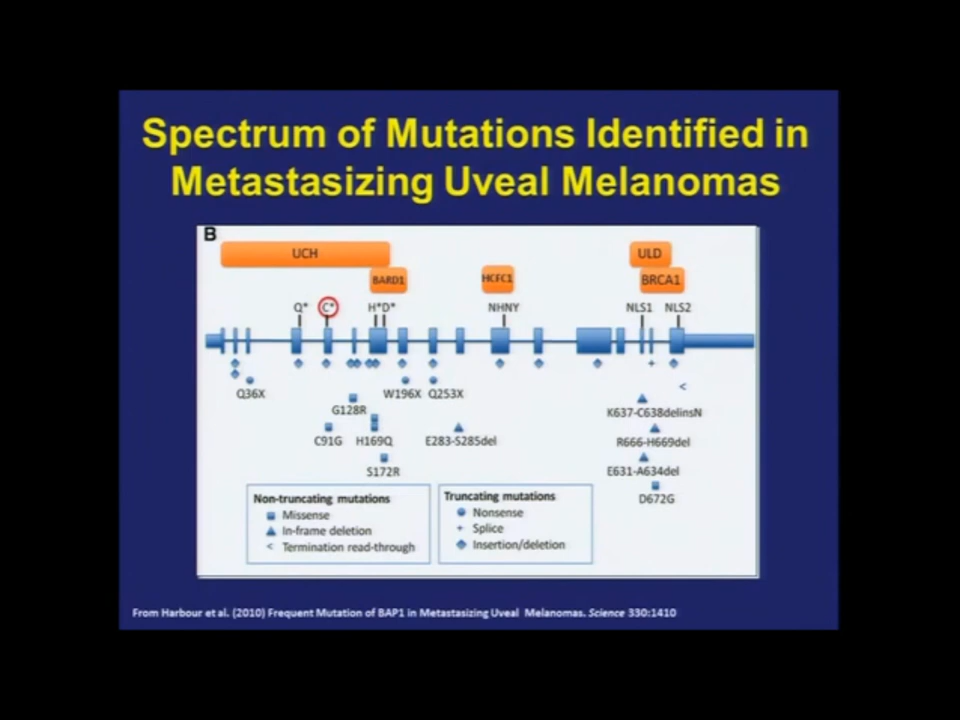 Spectrum of Mutations Identified in
Metastasizing Uveal Melanomas
B
UCH
ULD
BARD1
HCFC1
BRCA1
Q* C* H*D* NHNY NLS1 NLS2
+
<
Q36X W196X Q253X
G128R K637-C638delinsN
C91G H169Q E283-S285del R666-H669del
S172R E631-A634del
D672G
Non-truncating mutations
Missense
In-frame deletion
< Termination read-through
Truncating mutations
Nonsense
+ Splice
Insertion/deletion
From Harbour et al. (2010) Frequent Mutation of BAP1 in Metastasizing Uveal Melanomas. Science 330:1410